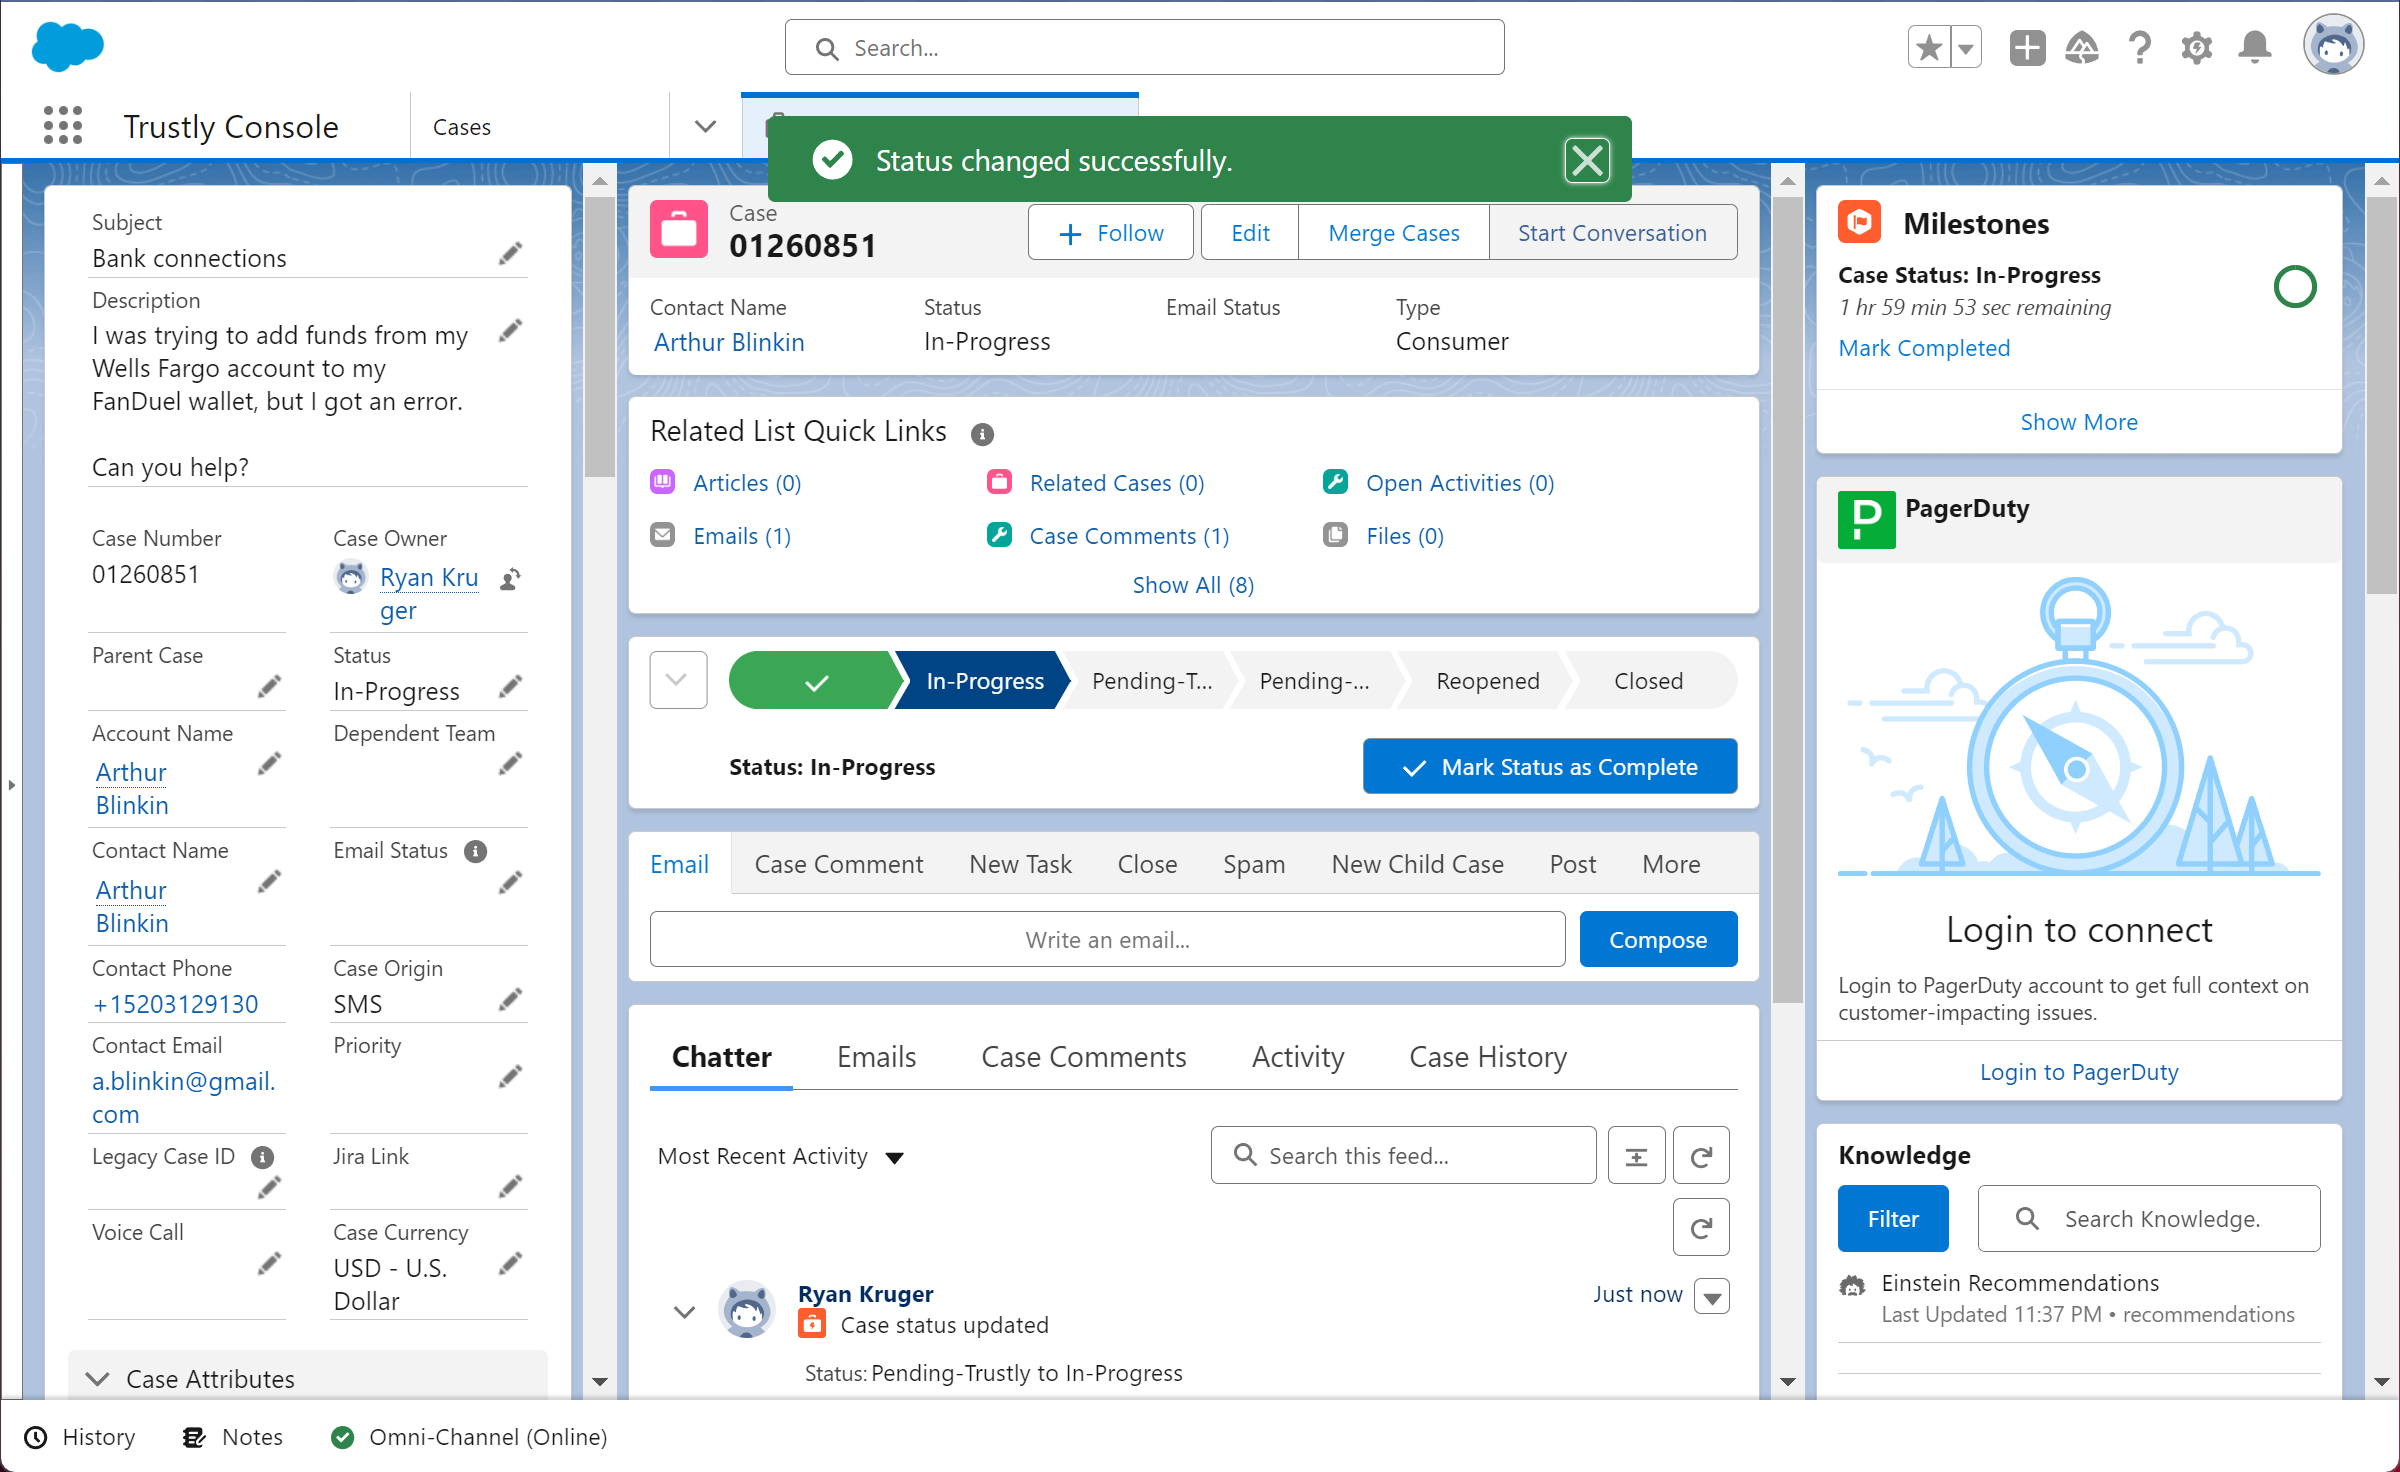 Search...
Trustly Console
Cases
Status changed successfully.
Subject
Bank connections
Description
I was trying to add funds from my
Wells Fargo account to my
FanDuel wallet, but I got an error.
Can you help?
Case Number
01260851
Case Owner
Ryan Kru
ger
Parent Case
Status
In-Progress
Account Name
Arthur
Blinkin
Dependent Team
Contact Name
Arthur
Blinkin
Email Status
Contact Phone
+15203129130
Case Origin
SMS
Contact Email
a.blinkin@gmail.
com
Priority
Legacy Case ID
Jira Link
Voice Call
Case Currency
USD - U.S.
Dollar
Case Attributes
Case
01260851
Follow
Edit
Merge Cases
Start Conversation
Contact Name
Arthur Blinkin
Status
In-Progress
Email Status
Type
Consumer
Related List Quick Links
Articles (0)
Related Cases (0)
Open Activities (0)
Emails (1)
Case Comments (1)
Files (0)
Show All (8)
In-Progress
Pending-T...
Pending-...
Reopened
Closed
Status: In-Progress
Mark Status as Complete
Email
Case Comment
New Task
Close
Spam
New Child Case
Post
More
Write an email...
Compose
Chatter
Emails
Case Comments
Activity
Case History
Most Recent Activity
Search this feed...
Ryan Kruger
Just now
Case status updated
Status: Pending-Trustly to In-Progress
Milestones
Case Status: In-Progress
1 hr 59 min 53 sec remaining
Mark Completed
Show More
PagerDuty
Login to connect
Login to PagerDuty account to get full context on
customer-impacting issues.
Login to PagerDuty
Knowledge
Filter
Search Knowledge.
Einstein Recommendations
Last Updated 11:37 PM • recommendations
History
Notes
Omni-Channel (Online)